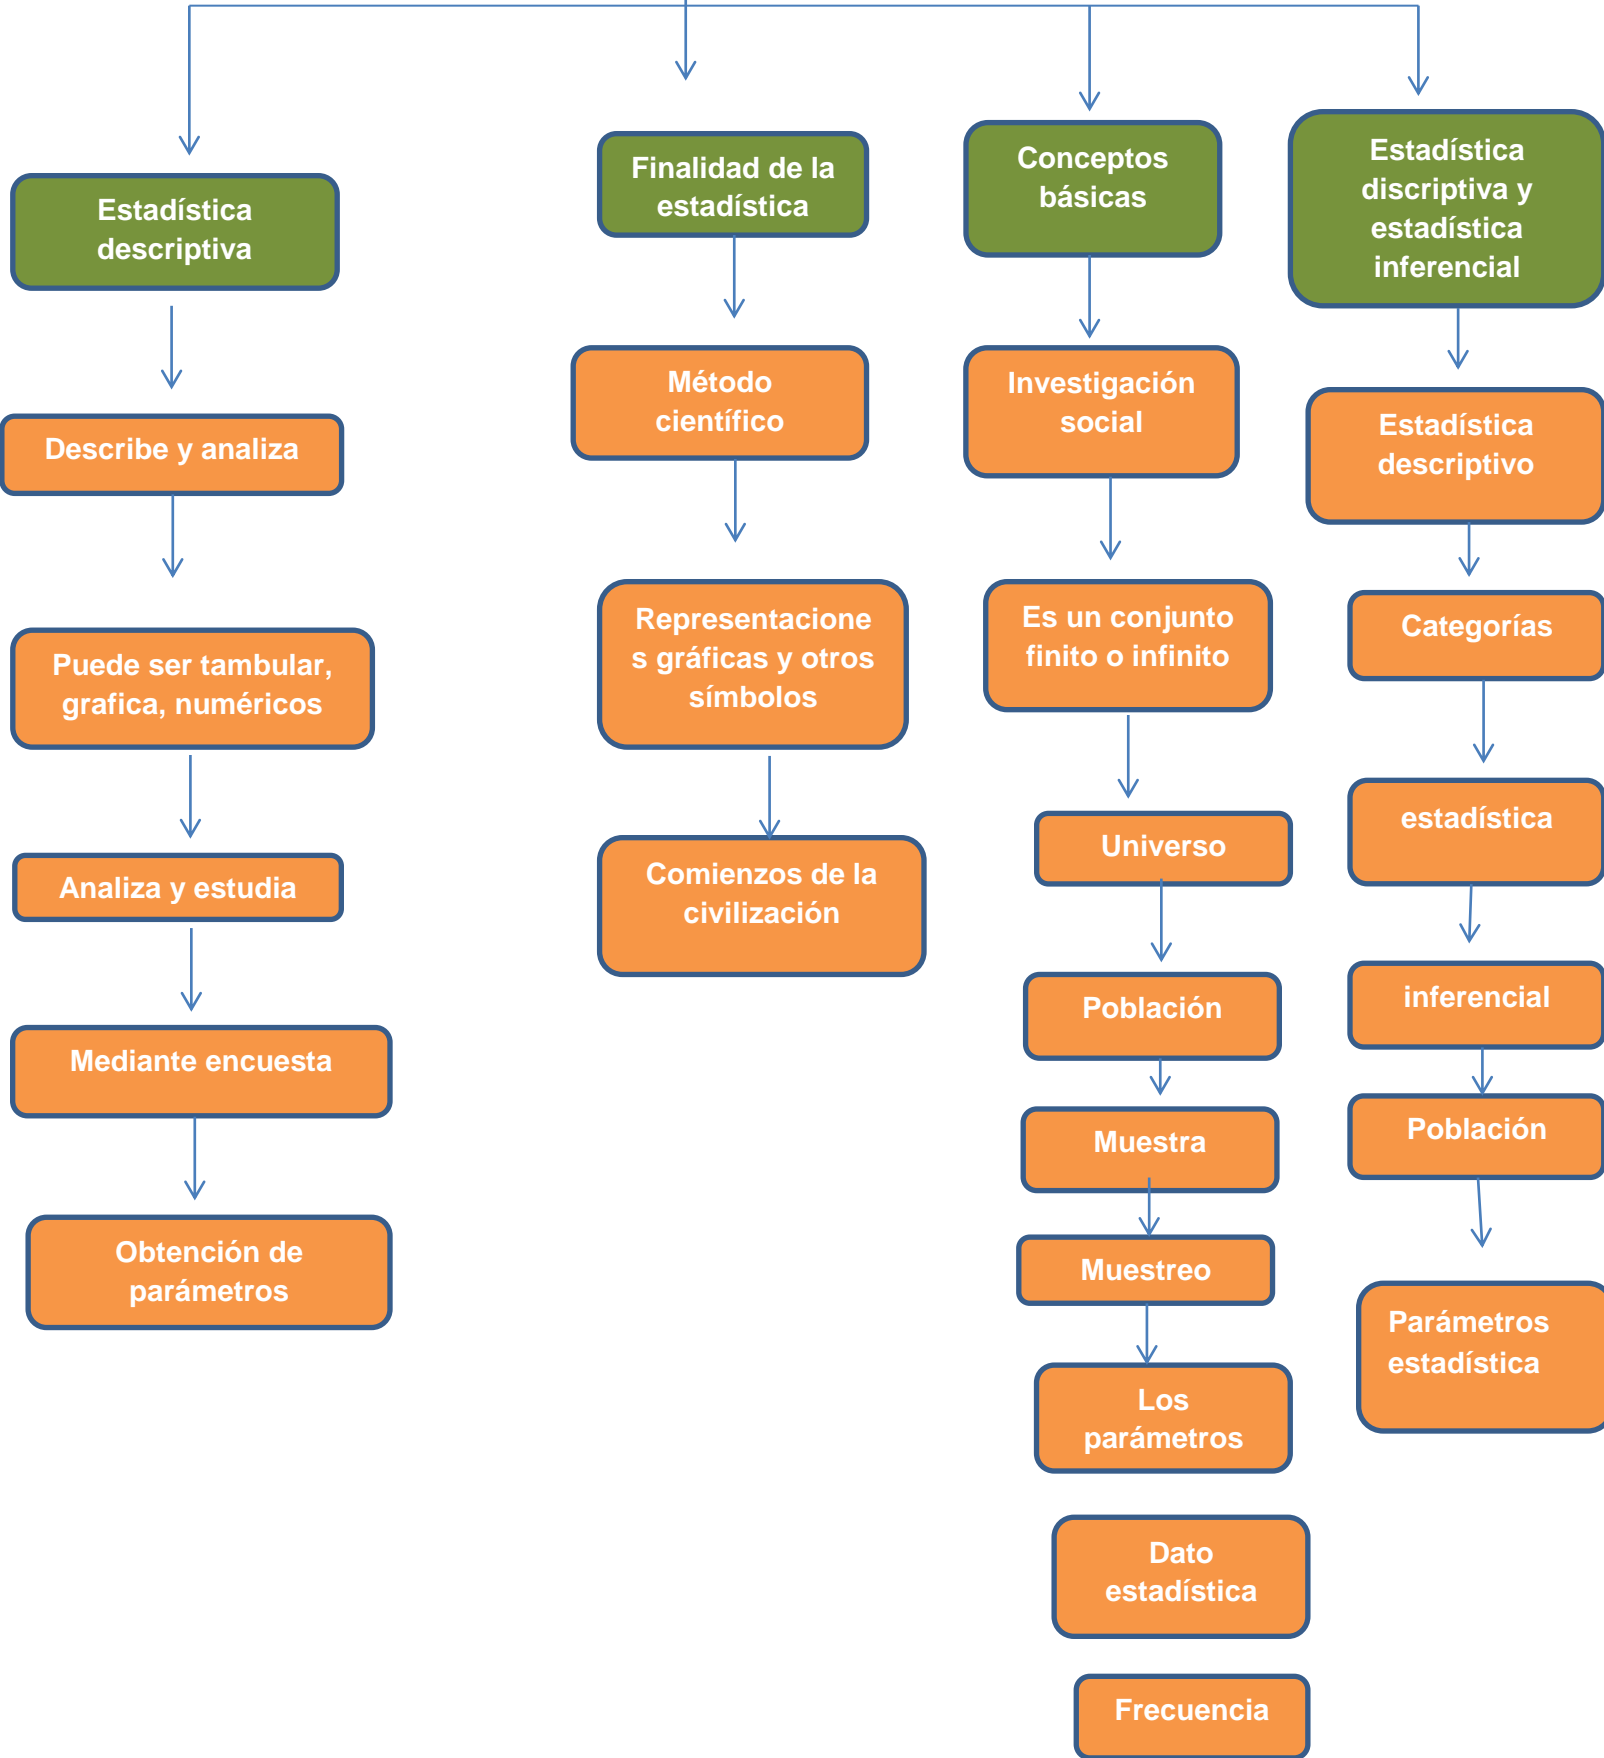 Estadística
descriptiva
Describe y analiza
Puede ser tambular,
grafica, numéricos
Analiza y estudia
Mediante encuesta
Obtención de
parámetros
Finalidad de la
estadística
Método
científico
Representacione
s gráficas y otros
símbolos
Comienzos de la
civilización
Conceptos
básicas
Investigación
social
Es un conjunto
finito o infinito
Universo
Población
Muestra
Muestreo
Los
parámetros
Dato
estadística
Frecuencia
Estadística
discriptiva y
estadística
inferencial
Estadística
descriptivo
Categorías
estadística
inferencial
Población
Parámetros
estadística